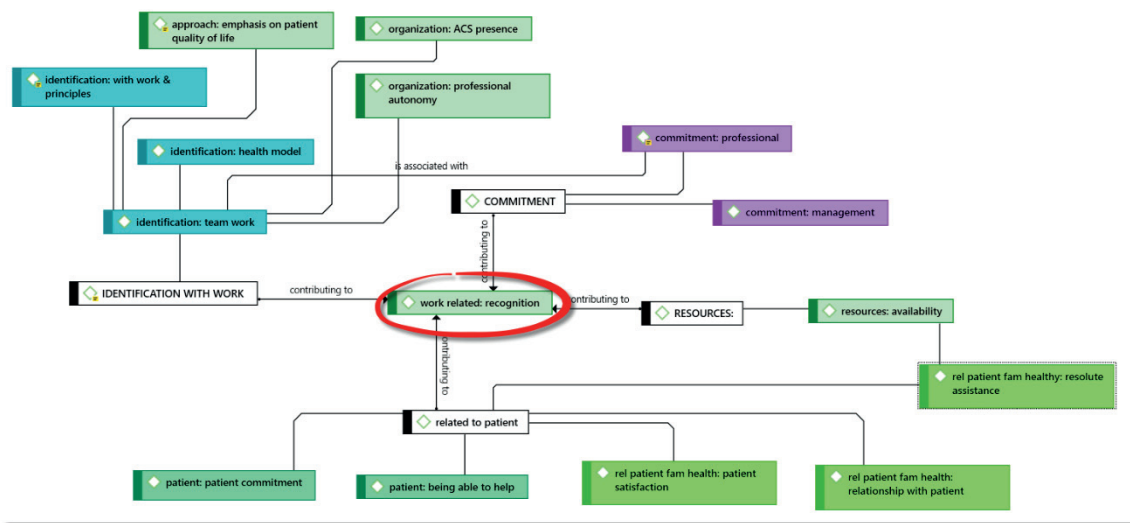 approach: emphasis on patient
quality of life
organization: ACS presence
identification: with work &
principles
organization: professional
autonomy
identification: health model
commitment: professional
is associated with
COMMITMENT
commitment: management
identification: team work
contributing to
IDENTIFICATION WITH WORK
contributing to
work related: recognition
contributing to
RESOURCES:
resources: availability
contributing to
rel patient fam healthy: resolute
assistance
related to patient
patient: patient commitment
patient: being able to help
rel patient fam health: patient
satisfaction
rel patient fam health:
relationship with patient